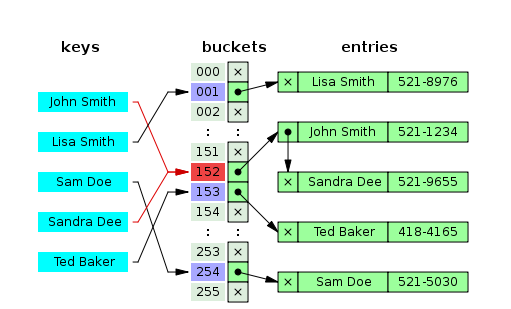 keys
buckets
entries
John Smith
Lisa Smith
Sam Doe
Sandra Dee
Ted Baker
000 ×
001
002 ×
: :
151 ×
152
153
154 ×
: :
253 ×
254
255 ×
× Lisa Smith 521-8976
John Smith 521-1234
× Sandra Dee 521-9655
× Ted Baker 418-4165
× Sam Doe 521-5030